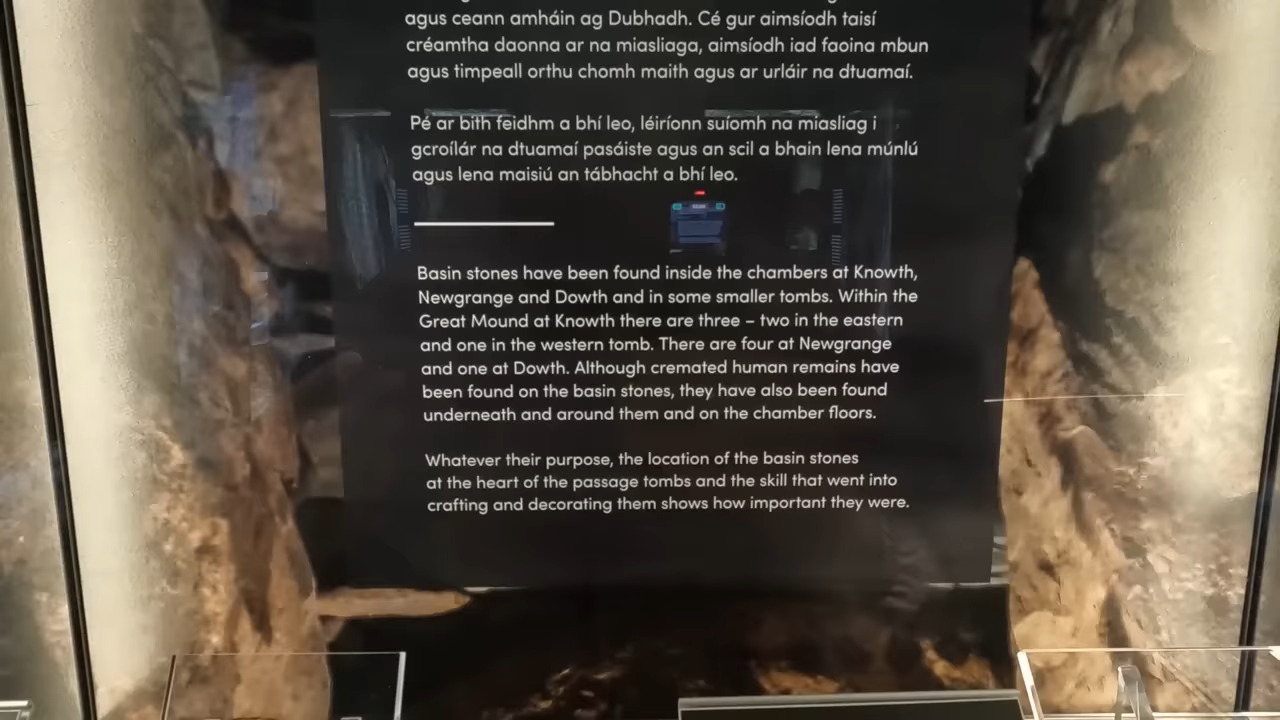 agus ceann amháin ag Dubhadh. Cé gur aimsíodh taisí
créamtha daonna ar na miasliaga, aimsíodh iad faoina mbun
agus timpeall orthu chomh maith agus ar urláir na dtuamaí.
Pé ar bith feidhm a bhí leo, léiríonn suíomh na miasliag i
gcroílár na dtuamaí pasáiste agus an scil a bhain lena múnlú
agus lena maisiú an tábhacht a bhí leo.
Basin stones have been found inside the chambers at Knowth,
Newgrange and Dowth and in some smaller tombs. Within the
Great Mound at Knowth there are three – two in the eastern
and one in the western tomb. There are four at Newgrange
and one at Dowth. Although cremated human remains have
been found on the basin stones, they have also been found
underneath and around them and on the chamber floors.
Whatever their purpose, the location of the basin stones
at the heart of the passage tombs and the skill that went into
crafting and decorating them shows how important they were.